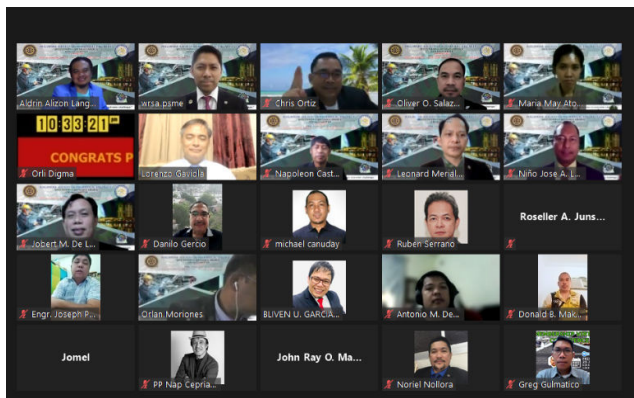 Aldrin Alizon Lang...
wrsa.psme
Chris Ortiz
Oliver O. Salaz...
Maria May Ato...
10:33:21
CONGRATS P
Orli Digma
Lorenzo Gaviola
Napoleon Cast...
Leonard Merial...
Niño Jose A. L...
Jobert M. De L...
Danilo Gercio
michael canuday
Ruben Serrano
Roseller A. Juns...
Engr. Joseph P...
Orlan Moriones
BLIVEN U. GARCIA...
Antonio M. De...
Donald B. Mak...
Jomel
PP Nap Cepria...
John Ray O. Ma...
Noriel Nollora
Greg Gulmatico